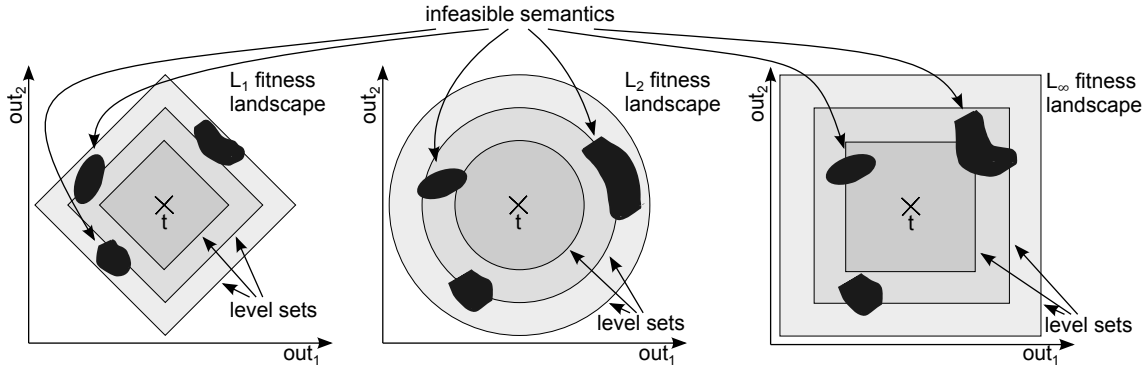 infeasible semantics
L1 fitness
landscape
out2
t
level sets
out1
L2 fitness
landscape
out2
t
level sets
out1
L∞ fitness
landscape
out2
t
level sets
out1